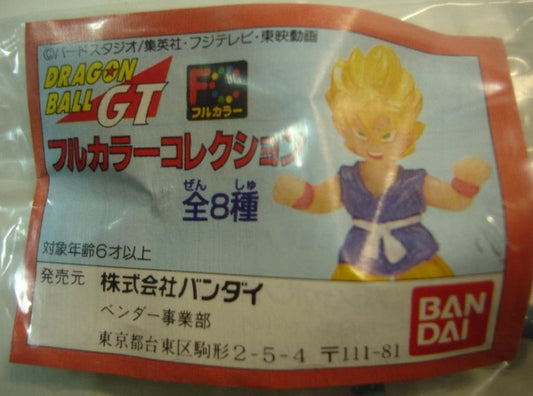 ©バードスタジオ/集英社・フジテレビ・東映動画
DRAGON
BALL GT
フルカラー
フルカラーコレクション
ぜん しゅ
全8種
対象年齢6才以上
発売元 株式会社バンダイ
ベンダー事業部
東京都台東区駒形2-5-4 〒111-81
BAN
DAI